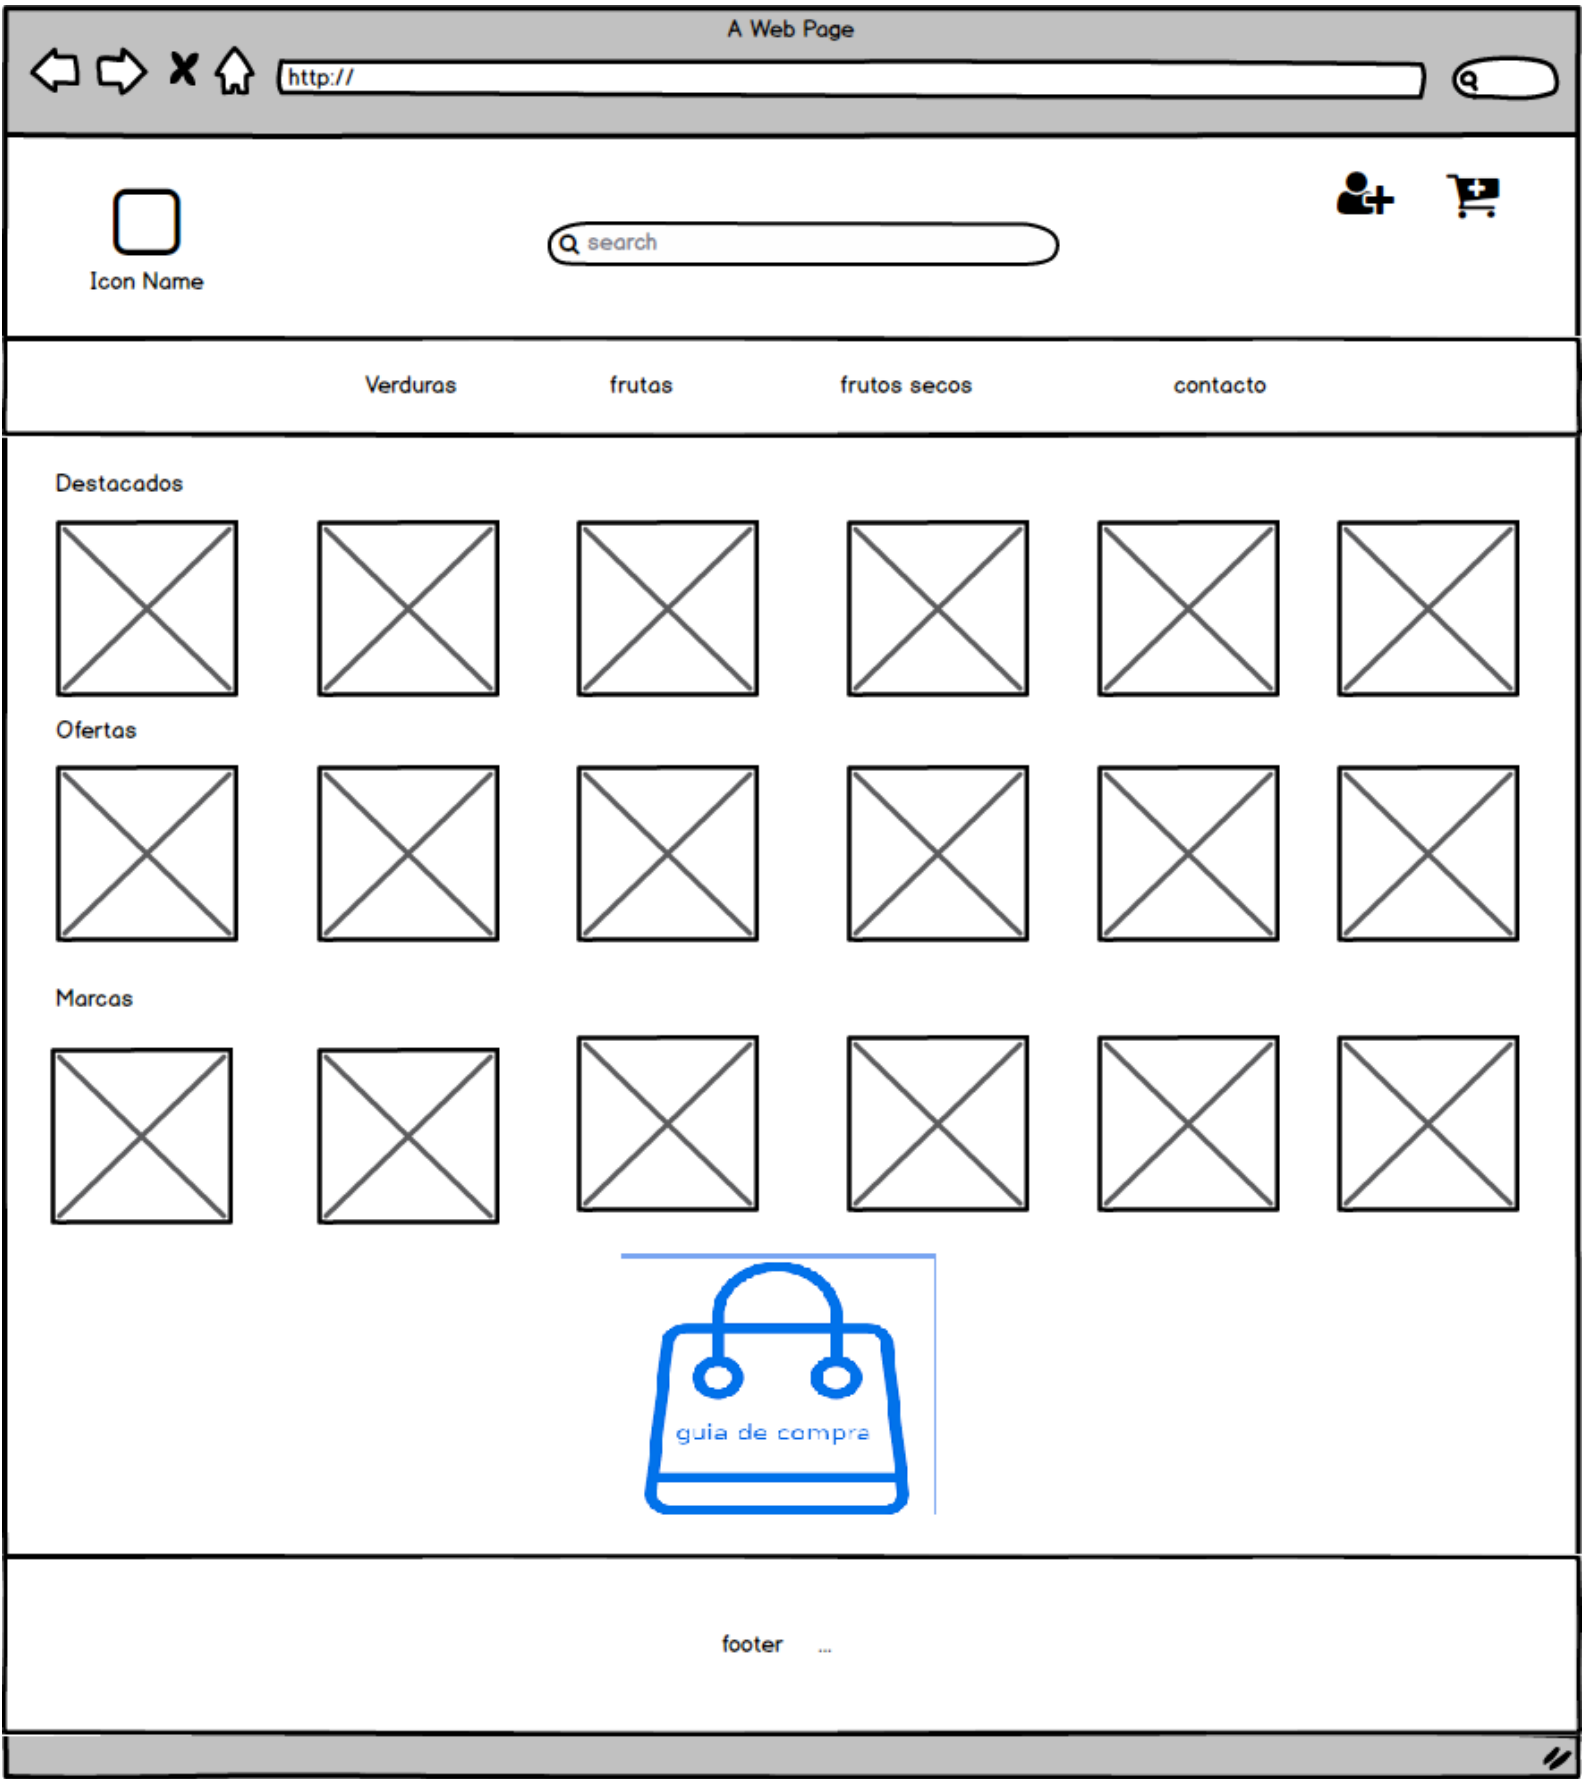 A Web Page
http://
search
Icon Name
Verduras frutas frutos secos contacto
Destacados
Ofertas
Marcas
guia de compra
footer ...